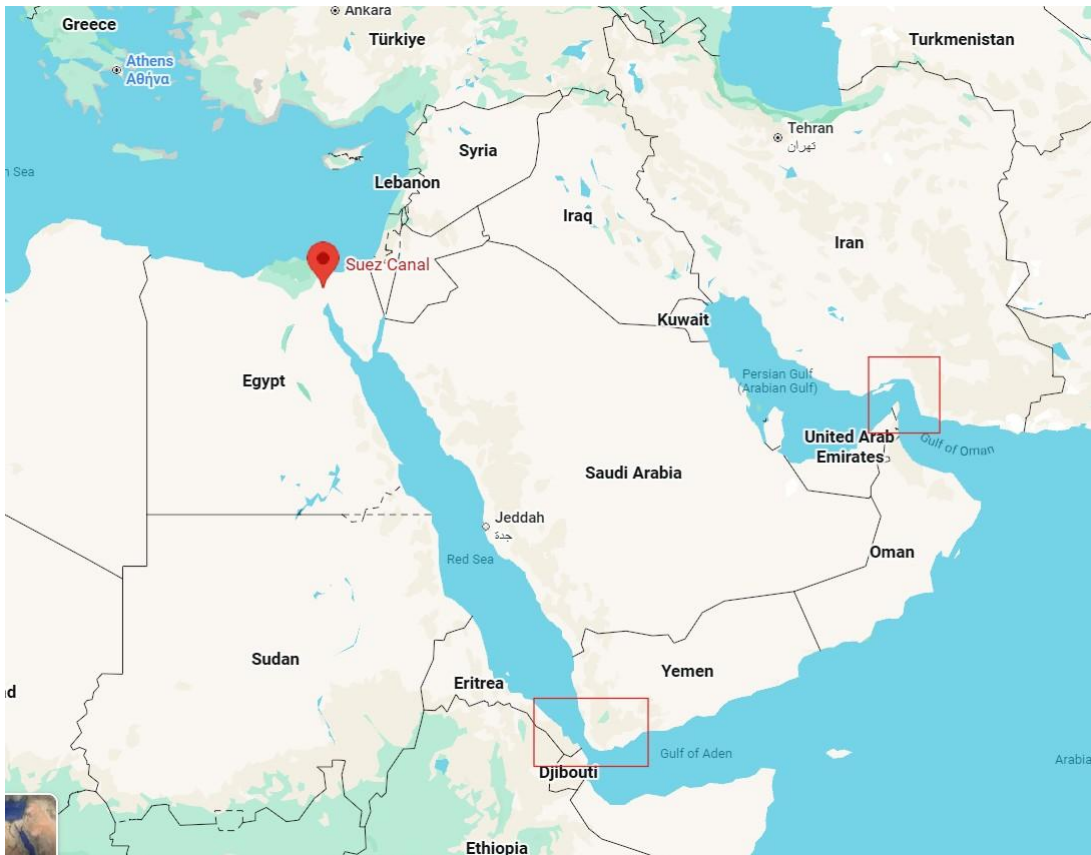 Greece
Ankara
Türkiye
Turkmenistan
Athens
Αθήνα
Tehran
تهران
Syria
Lebanon
Iraq
Iran
n Sea
Suez Canal
Kuwait
Persian Gulf
(Arabian Gulf)
Egypt
United Arab
Emirates
Gulf of Oman
Saudi Arabia
Jeddah
جدة
Oman
Red Sea
Sudan
Yemen
Eritrea
ad
Gulf of Aden
Arabia
Djibouti
Ethiopia